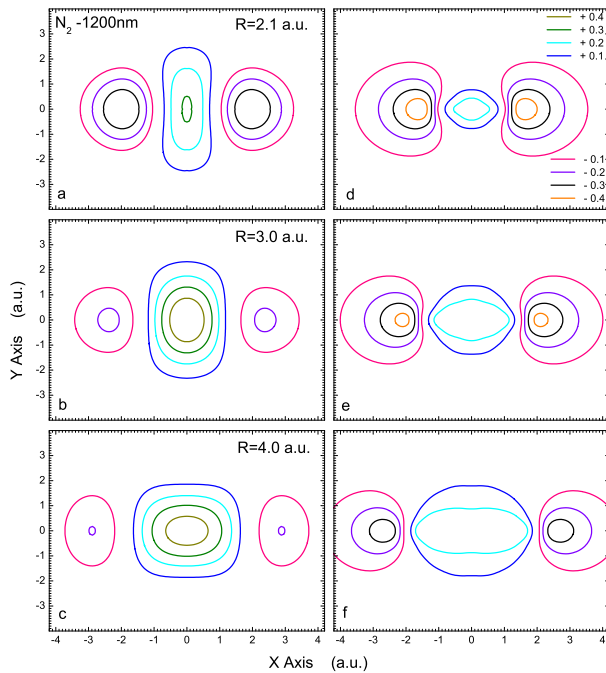 N2 -1200nm
R=2.1 a.u.
+ 0.4
+ 0.3
+ 0.2
+ 0.1
4
3
2
1
0
-1
-2
-3
a
d
- 0.1
- 0.2
- 0.3
- 0.4
R=3.0 a.u.
4
3
2
1
0
-1
-2
-3
b
e
Y Axis (a.u.)
R=4.0 a.u.
4
3
2
1
0
-1
-2
-3
c
f
-4 -3 -2 -1 0 1 2 3 4 -4 -3 -2 -1 0 1 2 3 4
X Axis (a.u.)